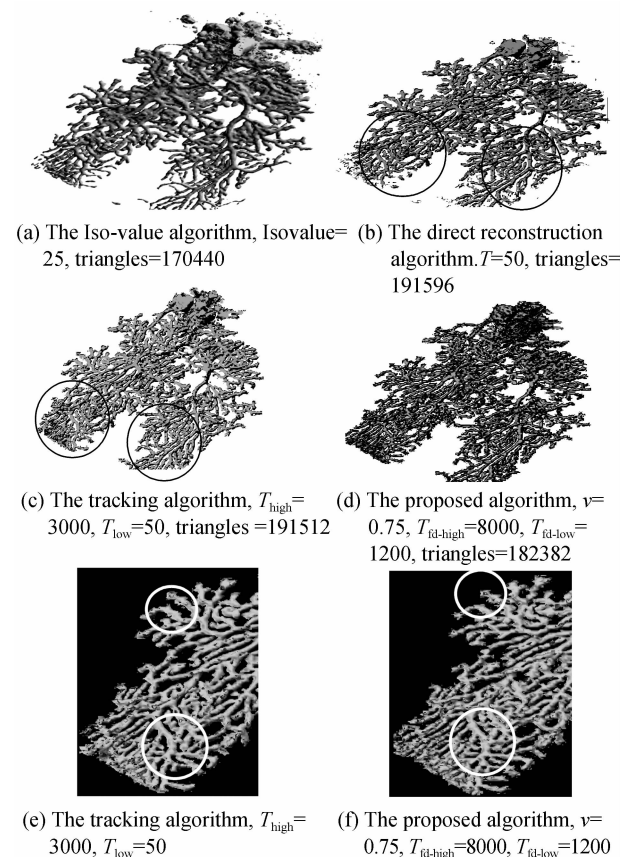 (a) The Iso-value algorithm, Isovalue=
25, triangles=170440
(b) The direct reconstruction
algorithm.T=50, triangles=
191596
(c) The tracking algorithm, Thigh=
3000, Tlow=50, triangles =191512
(d) The proposed algorithm, v=
0.75, Tfd-high=8000, Tfd-low=
1200, triangles=182382
(e) The tracking algorithm, Thigh=
3000, Tlow=50
(f) The proposed algorithm, v=
0.75, Tfd-high=8000, Tfd-low=1200